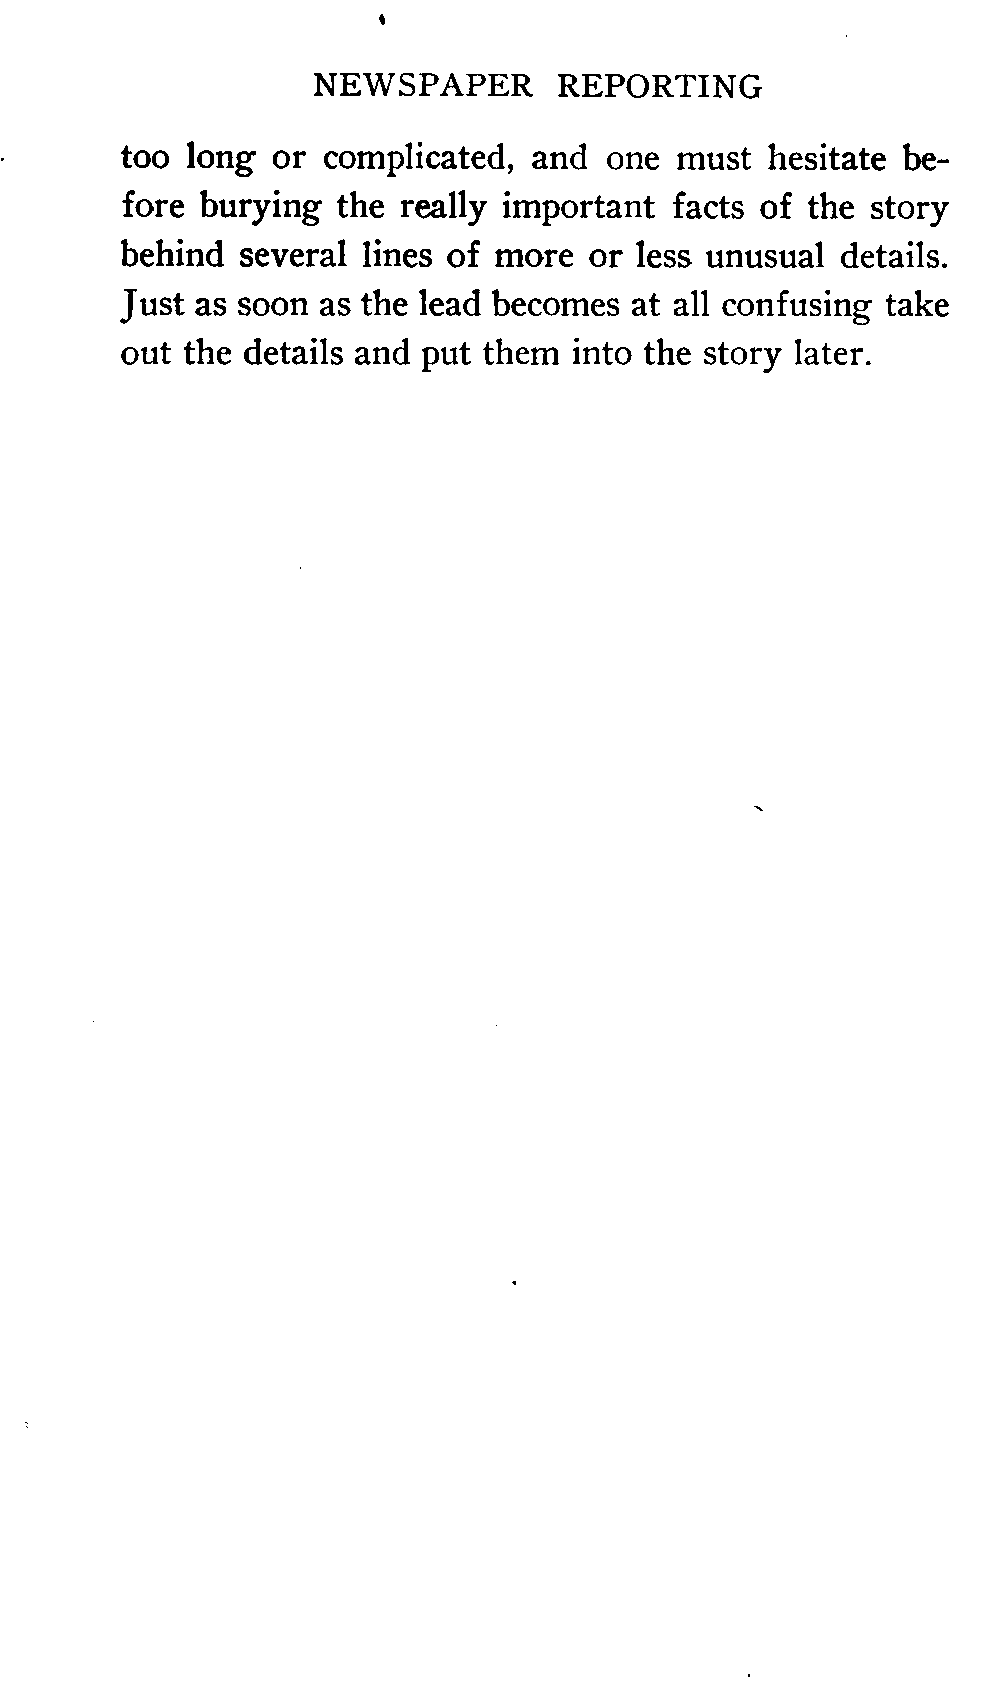 NEWSPAPER REPORTING
too long or complicated, and one must hesitate be-
fore burying the really important facts of the story
behind several lines of more or less unusual details.
Just as soon as the lead becomes at all confusing take
out the details and put them into the story later.